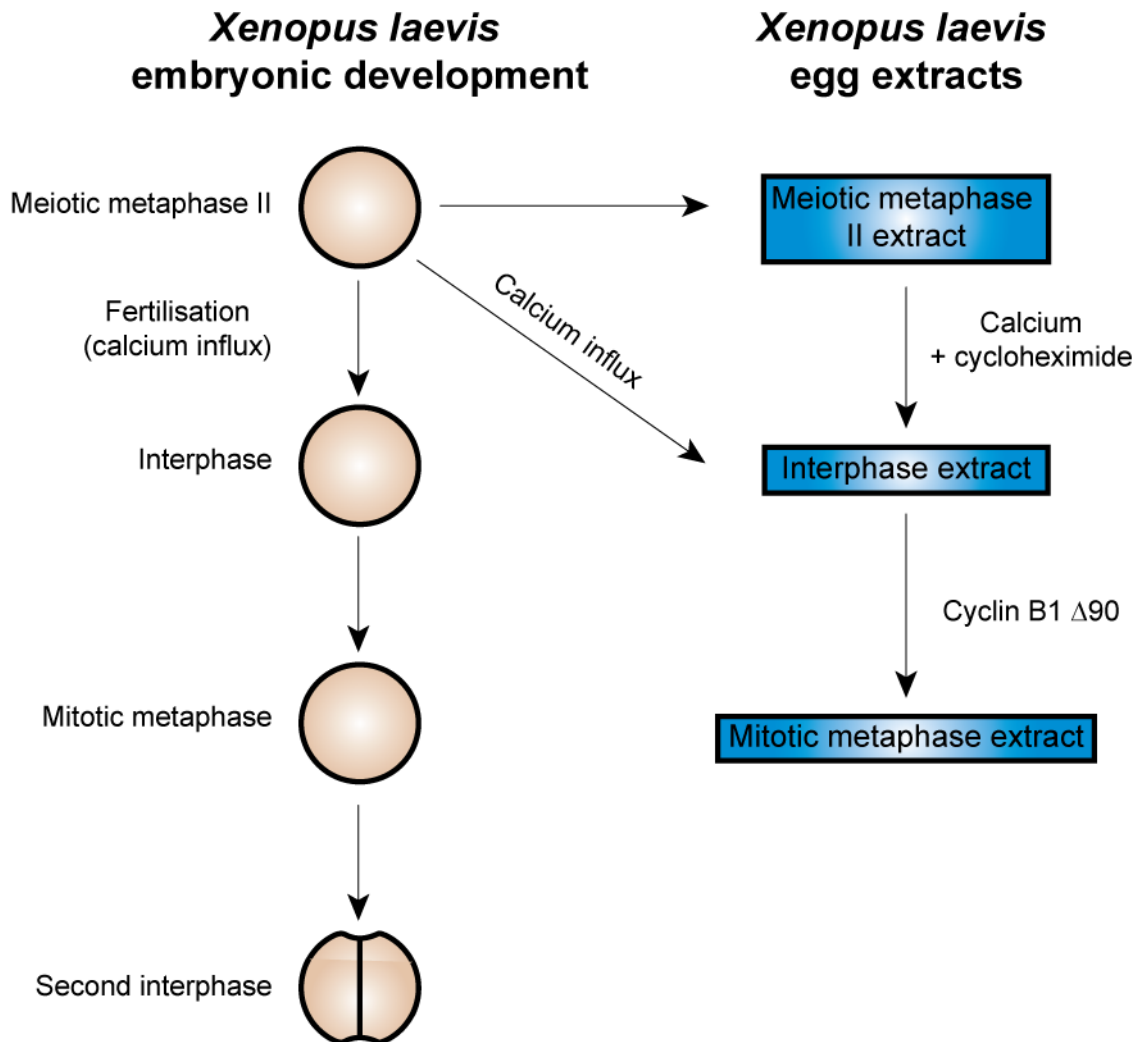 Xenopus laevis
embryonic development
Xenopus laevis
egg extracts
Meiotic metaphase II
Meiotic metaphase
II extract
Fertilisation
(calcium influx)
Calcium influx
Calcium
+ cycloheximide
Interphase
Interphase extract
Cyclin B1 Δ90
Mitotic metaphase
Mitotic metaphase extract
Second interphase